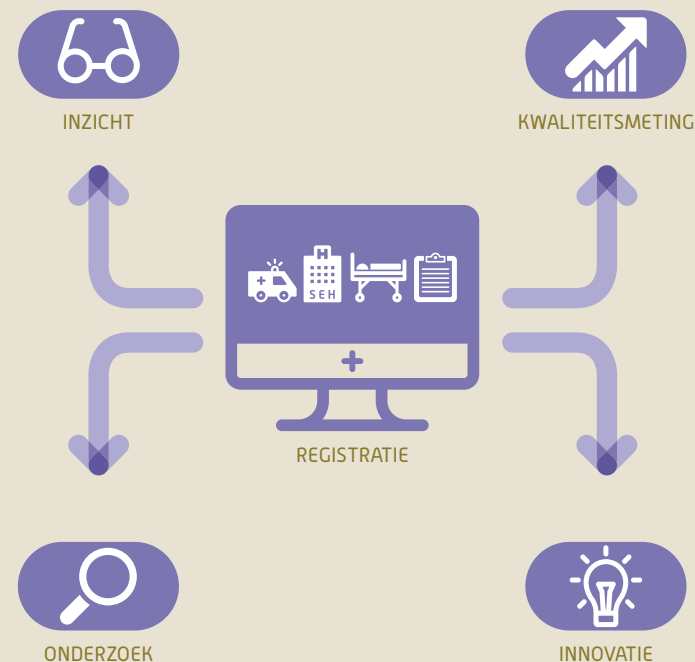 INZICHT
KWALITEITSMETING
H
SEH
REGISTRATIE
ONDERZOEK
INNOVATIE